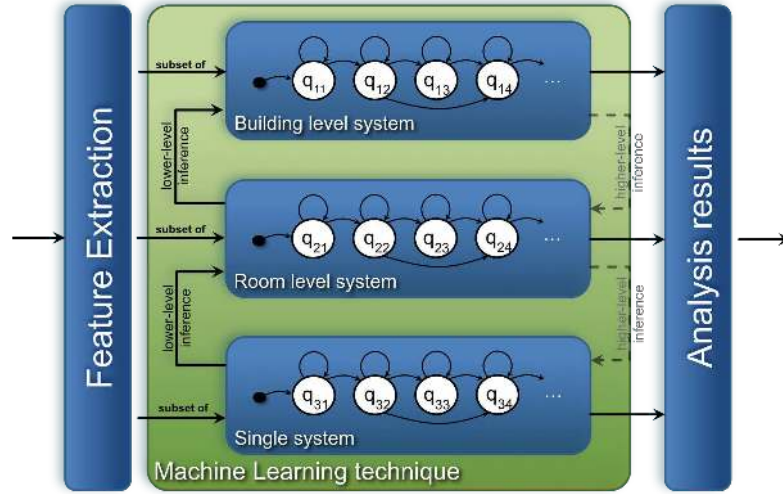 Feature Extraction
subset of
q11 q12 q13 q14 ...
Building level system
lower-level
inference
higher-level
inference
subset of
q21 q22 q23 q24 ...
Room level system
lower-level
inference
higher-level
inference
subset of
q31 q32 q33 q34 ...
Single system
Machine Learning technique
Analysis results